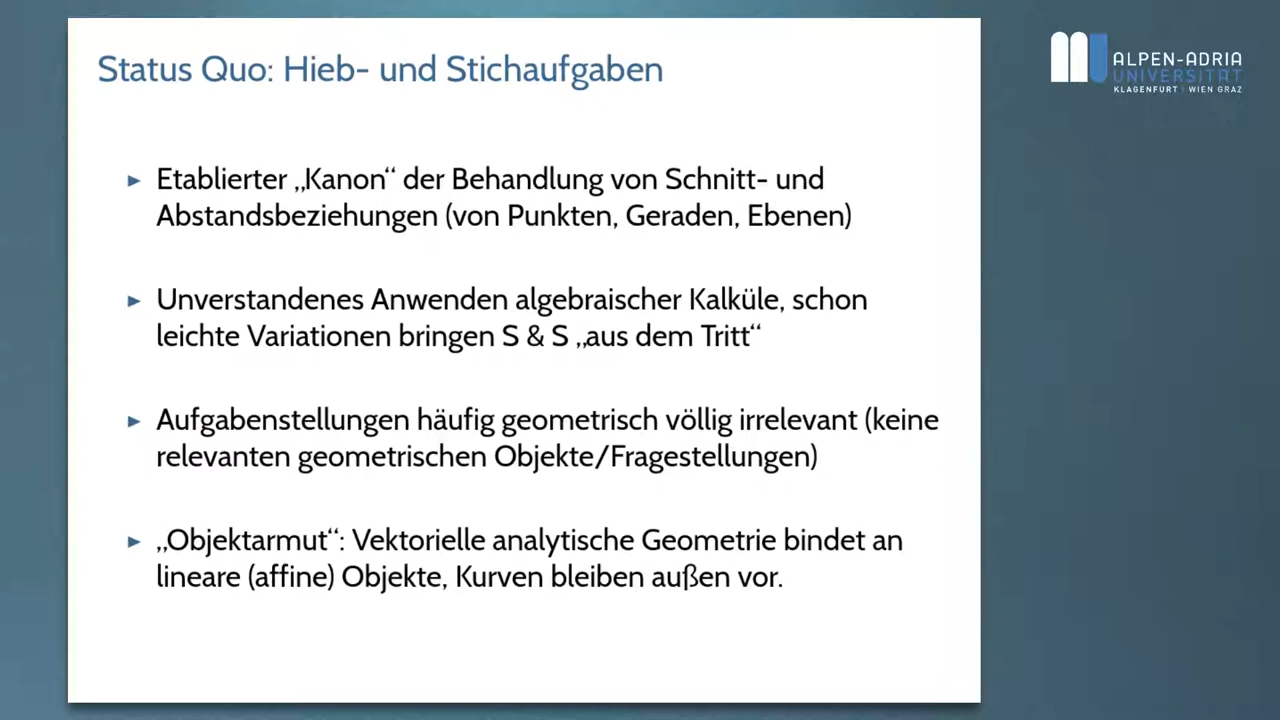 Status Quo: Hieb- und Stichaufgaben
► Etablierter „Kanon“ der Behandlung von Schnitt- und
Abstandsbeziehungen (von Punkten, Geraden, Ebenen)
► Unverstandenes Anwenden algebraischer Kalküle, schon
leichte Variationen bringen S & S „aus dem Tritt“
► Aufgabenstellungen häufig geometrisch völlig irrelevant (keine
relevanten geometrischen Objekte/Fragestellungen)
► „Objektarmut“: Vektorielle analytische Geometrie bindet an
lineare (affine) Objekte, Kurven bleiben außen vor.
ALPEN-ADRIA
UNIVERSITÄT
KLAGENFURT | WIEN GRAZ